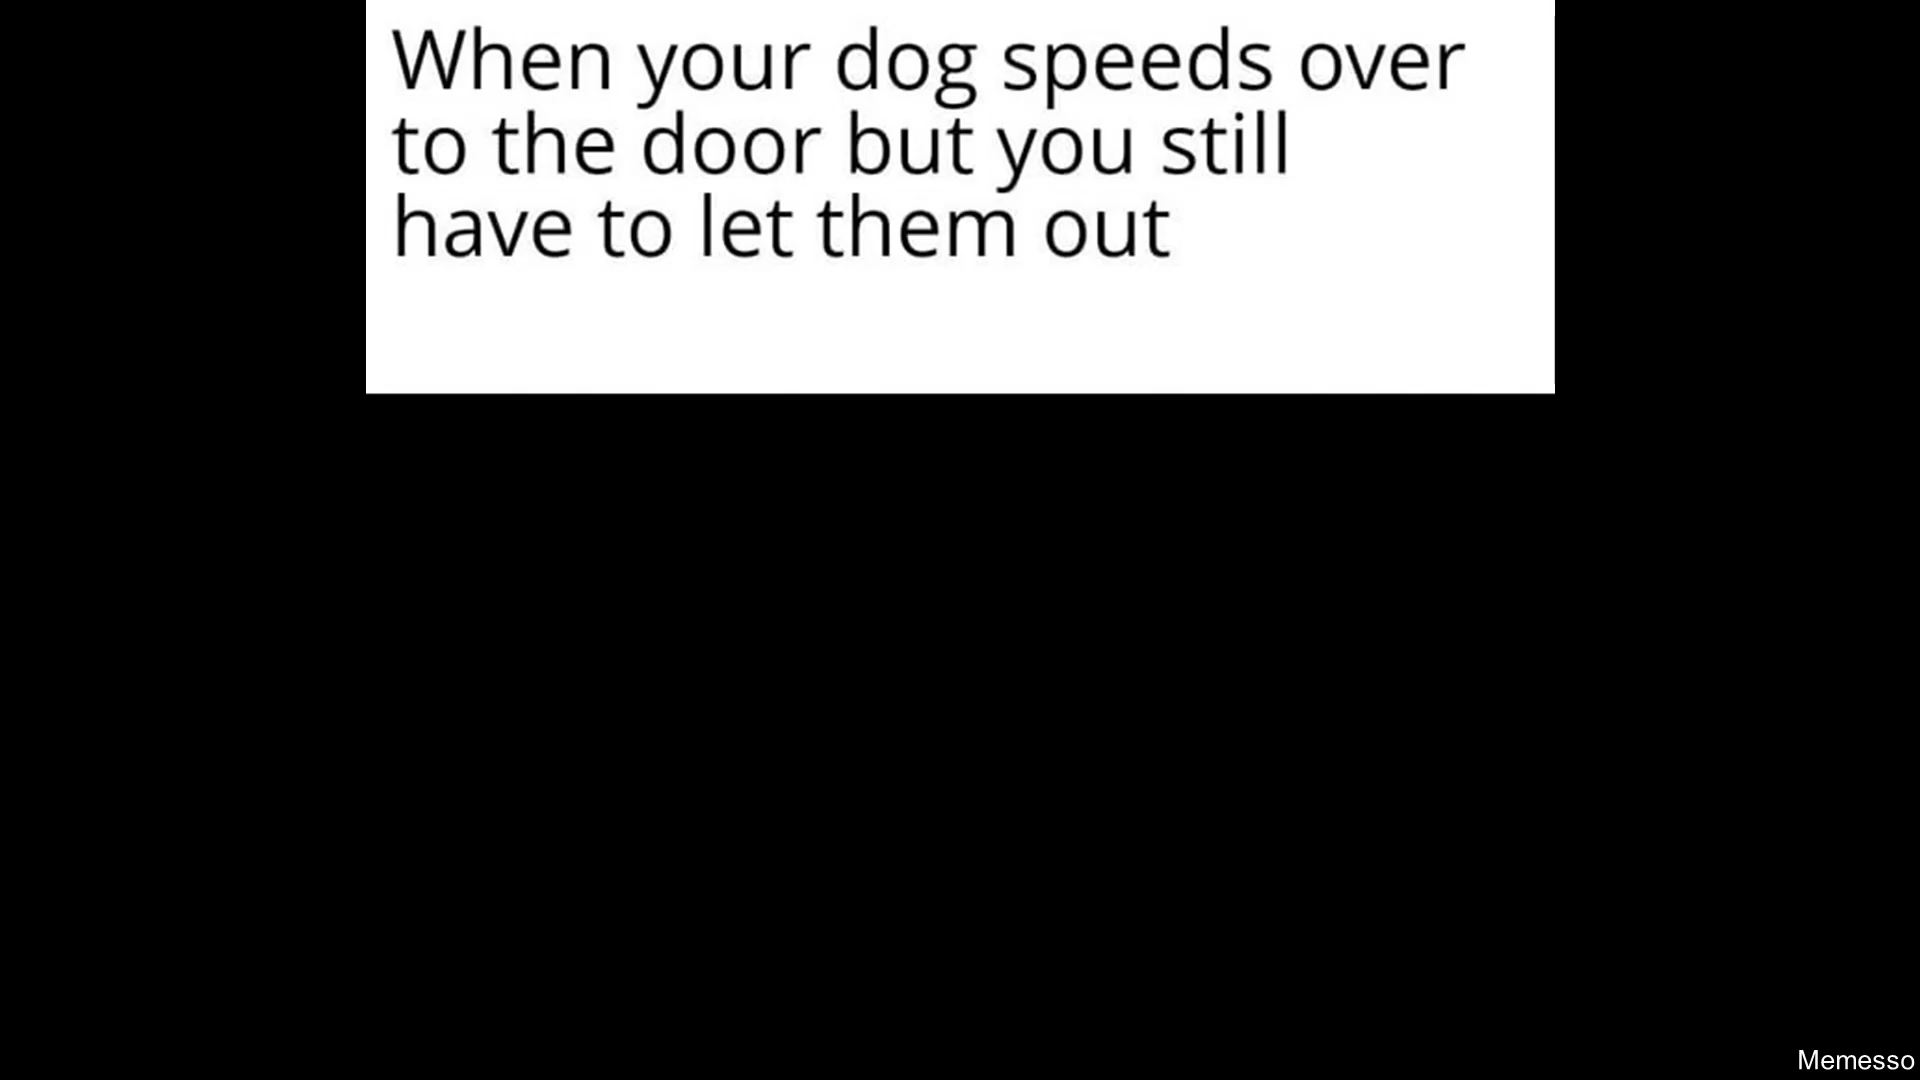 When your dog speeds over
to the door but you still
have to let them out
Memesso